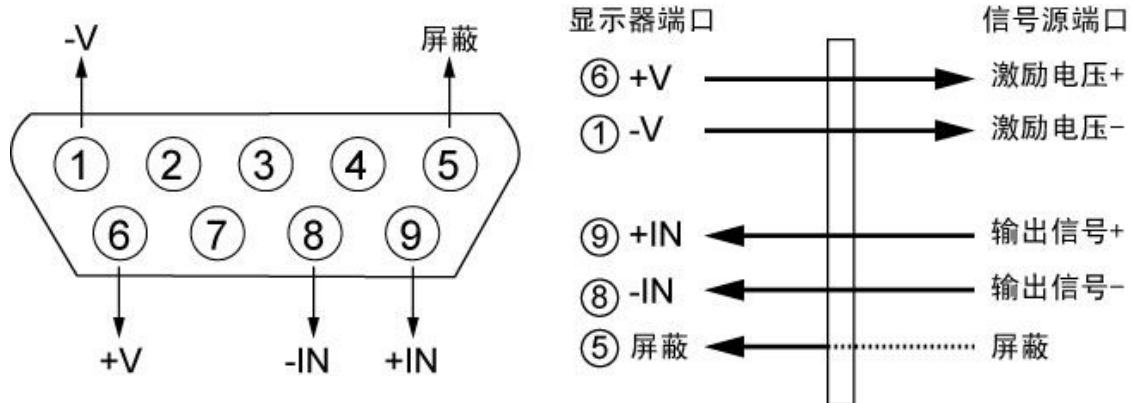 -V
屏蔽
① ② ③ ④ ⑤
⑥ ⑦ ⑧ ⑨
+V
-IN
+IN
显示器端口 信号源端口
⑥ +V 激励电压+
① -V 激励电压-
⑨ +IN 输出信号+
⑧ -IN 输出信号-
⑤ 屏蔽 屏蔽